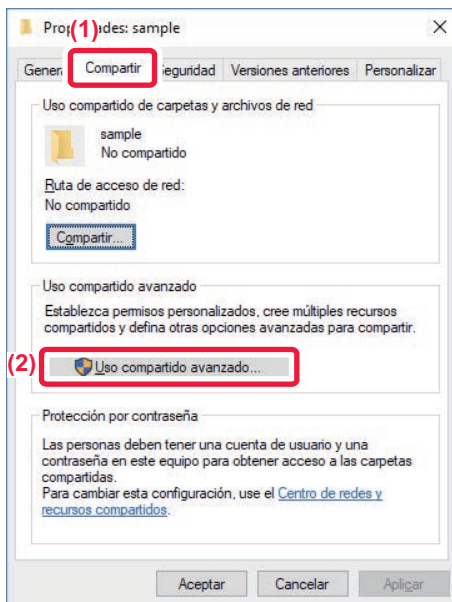 (1)
Prop des: sample
Gener Compartir eguridad Versiones anteriores Personalizar
Uso compartido de carpetas y archivos de red
sample
No compartido
Ruta de acceso de red:
No compartido
Compartir...
Uso compartido avanzado
Establezca permisos personalizados, cree múltiples recursos
compartidos y defina otras opciones avanzadas para compartir.
(2)
Uso compartido avanzado...
Protección por contraseña
Las personas deben tener una cuenta de usuario y una
contraseña en este equipo para obtener acceso a las carpetas
compartidas.
Para cambiar esta configuración, use el Centro de redes y
recursos compartidos.
Aceptar Cancelar Aplicar